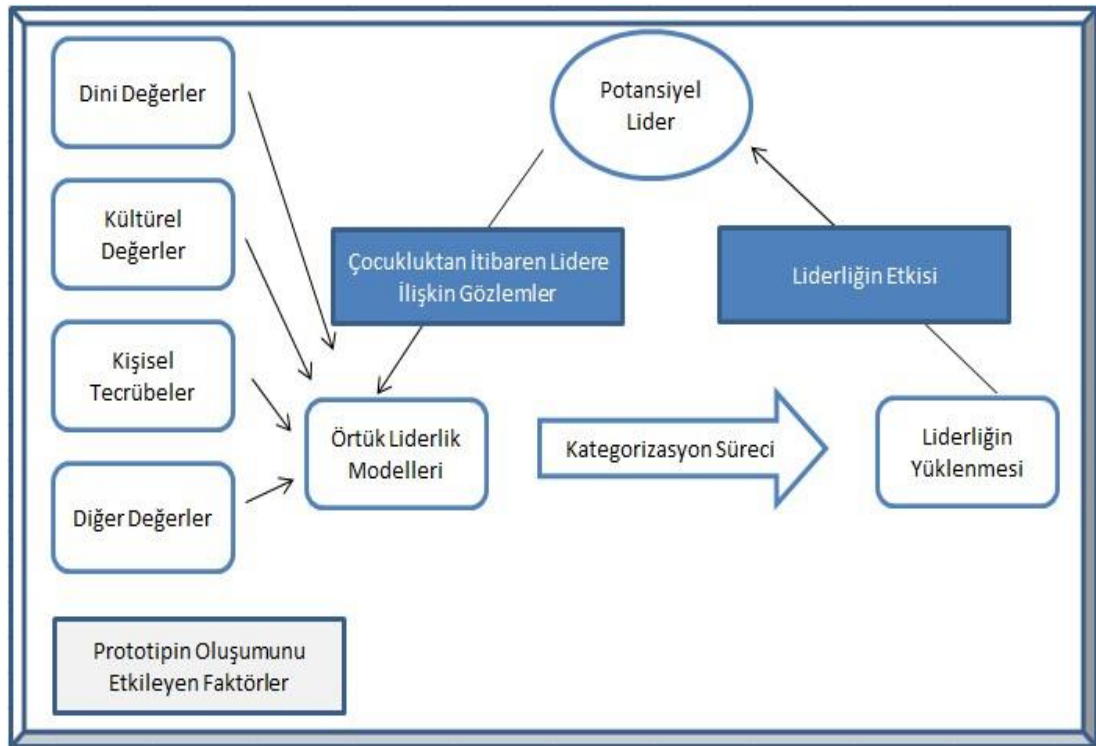 Dini Değerler
Potansiyel
Lider
Kültürel
Değerler
Çocukluktan İtibaren Lidere
İlişkin Gözlemler
Liderliğin Etkisi
Kişisel
Tecrübeler
Örtük Liderlik
Modelleri
Kategorizasyon Süreci
Liderliğin
Yüklenmesi
Diğer Değerler
Prototipin Oluşumunu
Etkileyen Faktörler